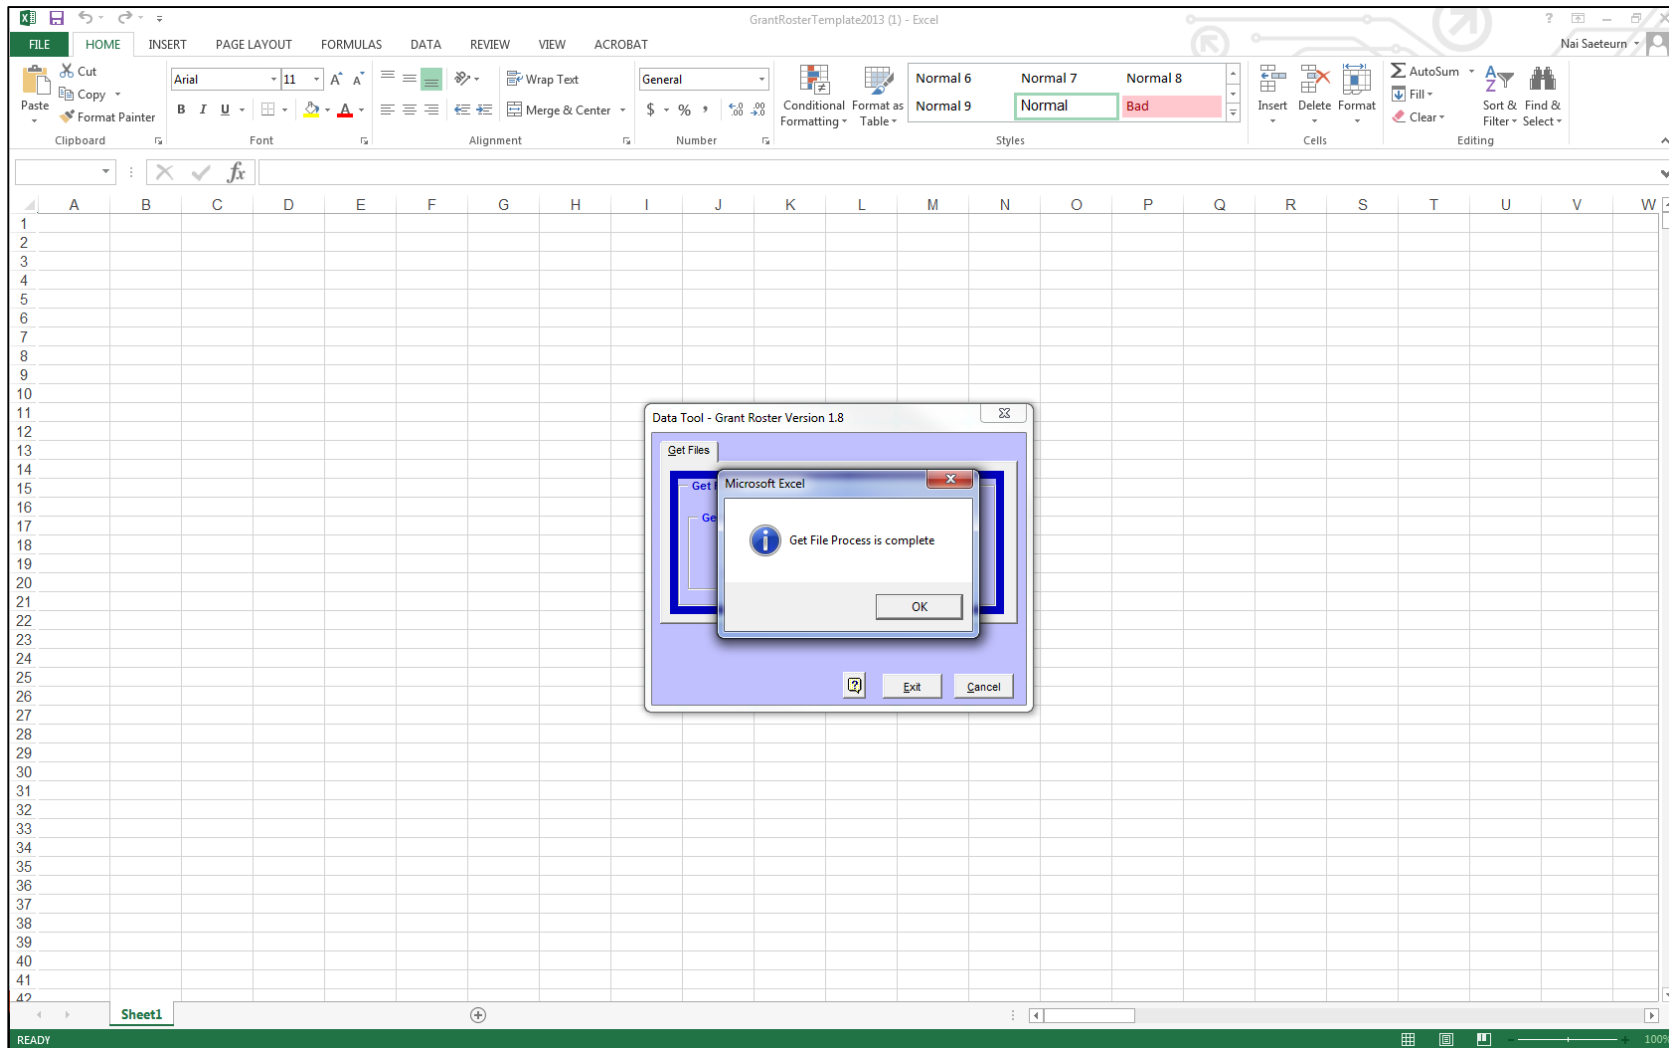 GrantRosterTemplate2013 (1) - Excel
?
FILE HOME INSERT PAGE LAYOUT FORMULAS DATA REVIEW VIEW ACROBAT Nai Saeteurn
Paste
Cut
Copy
Format Painter
Clipboard
Arial 11
B I U A
Font
Wrap Text
Merge & Center
Alignment
General
$ % ,
Number
Conditional Formatting
Format as Table
Normal 6 Normal 7 Normal 8
Normal 9 Normal Bad
Styles
Insert Delete Format
Cells
AutoSum
Fill
Clear
Sort & Filter
Find & Select
Editing
fx
A B C D E F G H I J K L M N O P Q R S T U V W
1
2
3
4
5
6
7
8
9
10
11
12
13
14
15
16
17
18
19
20
21
22
23
24
25
26
27
28
29
30
31
32
33
34
35
36
37
38
39
40
41
42
Data Tool - Grant Roster Version 1.8
Get Files
Get
Ge
Microsoft Excel
Get File Process is complete
OK
Exit Cancel
Sheet1
READY
100%